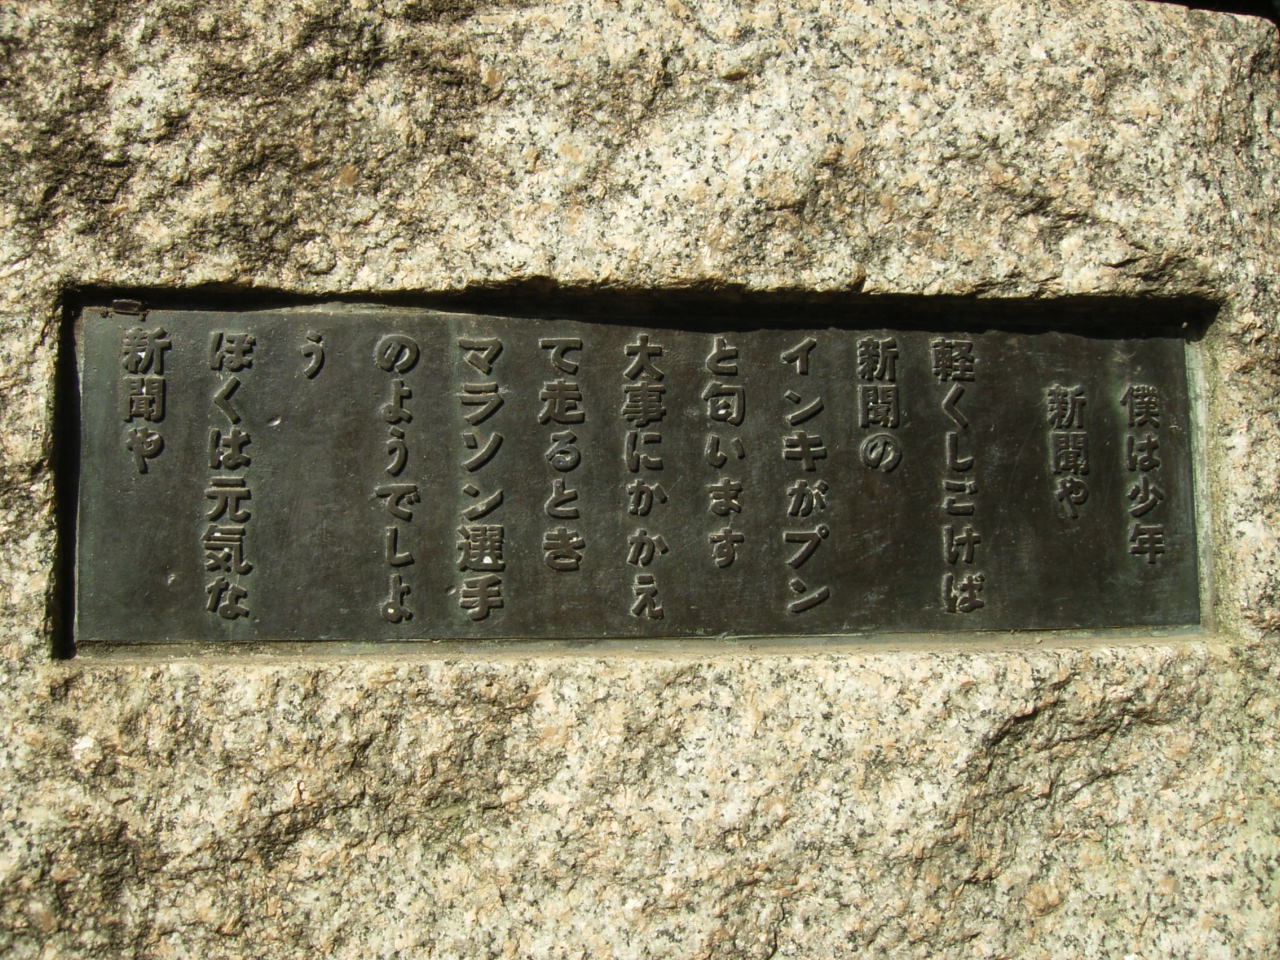 僕は少年
新聞や
軽くしごけば
新聞の
インキがプン
と匂います
大事にかかえ
て走るとき
マラソン選手
のようでしょ
う
ぼくは元気な
新聞や